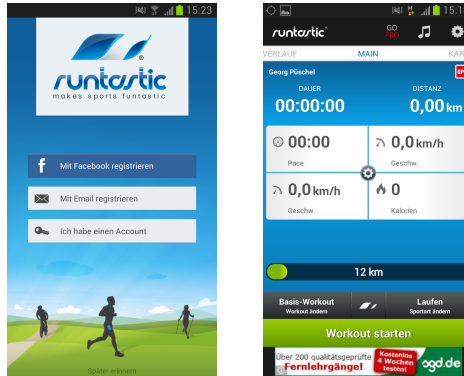 15:23
runtastic
makes sports funtastic
f Mit Facebook registrieren
Mit Email registrieren
Ich habe einen Account
Später erinnern
15:1
runtastic
GO
PRO
VERLAUF MAIN KAR
Georg Püschel
DAUER DISTANZ
00:00:00 0,00 km
00:00 0,0 km/h
Pace Geschw.
0,0 km/h 0
Geschw. Kalorien
12 km
Basis-Workout Laufen
Workout ändern Sportart ändern
Workout starten
Über 200 qualitätsgeprüfte
Fernlehrgänge!
Kostenlos
4 Wochen
testen!
sgd.de